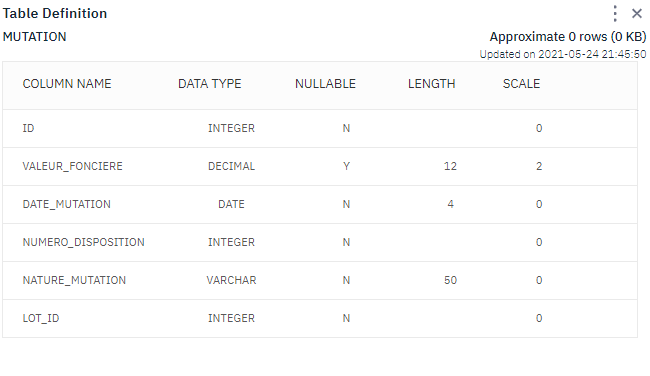 Table Definition
MUTATION
Approximate 0 rows (0 KB)
Updated on 2021-05-24 21:45:50
COLUMN NAME DATA TYPE NULLABLE LENGTH SCALE
ID INTEGER N 0
VALEUR_FONCIERE DECIMAL Y 12 2
DATE_MUTATION DATE N 4 0
NUMERO_DISPOSITION INTEGER N 0
NATURE_MUTATION VARCHAR N 50 0
LOT_ID INTEGER N 0